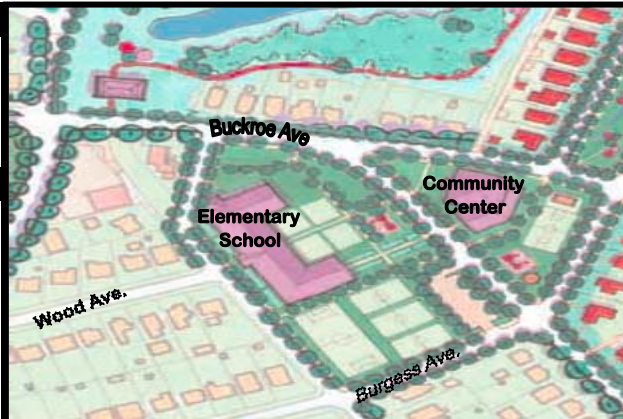 Buckroe Ave
Community
Center
Elementary
School
Wood Ave.
Burgess Ave.